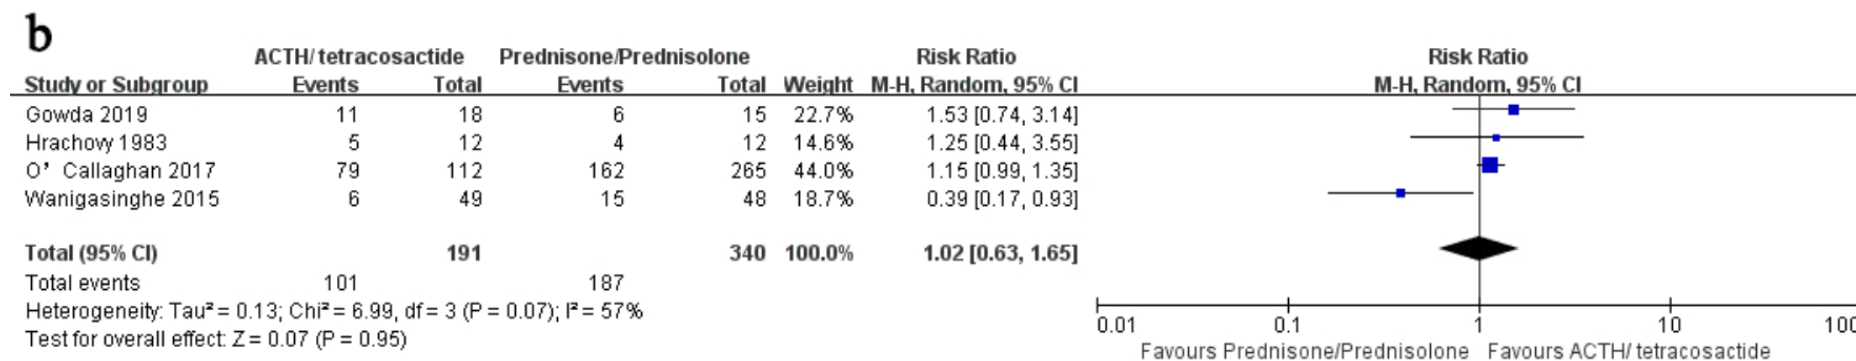 b
ACTH/ tetracosactide Prednisone/Prednisolone Risk Ratio Risk Ratio
Study or Subgroup Events Total Events Total Weight M-H, Random, 95% CI M-H, Random, 95% CI
Gowda 2019 11 18 6 15 22.7% 1.53 [0.74, 3.14]
Hrachovy 1983 5 12 4 12 14.6% 1.25 [0.44, 3.55]
O’ Callaghan 2017 79 112 162 265 44.0% 1.15 [0.99, 1.35]
Wanigasinghe 2015 6 49 15 48 18.7% 0.39 [0.17, 0.93]
Total (95% CI) 191 340 100.0% 1.02 [0.63, 1.65]
Total events 101 187
Heterogeneity: Tau² = 0.13; Chi² = 6.99, df = 3 (P = 0.07); I² = 57%
Test for overall effect: Z = 0.07 (P = 0.95)
0.01 0.1 1 10 100
Favours Prednisone/Prednisolone Favours ACTH/ tetracosactide